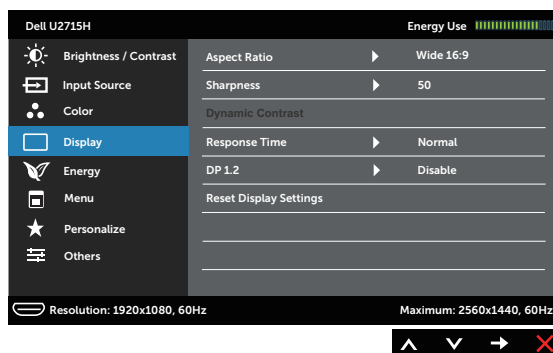 Dell U2715H Energy Use
Brightness / Contrast Aspect Ratio Wide 16:9
Input Source Sharpness 50
Color Dynamic Contrast
Display Response Time Normal
Energy DP 1.2 Disable
Menu Reset Display Settings
Personalize
Others
Resolution: 1920x1080, 60Hz Maximum: 2560x1440, 60Hz